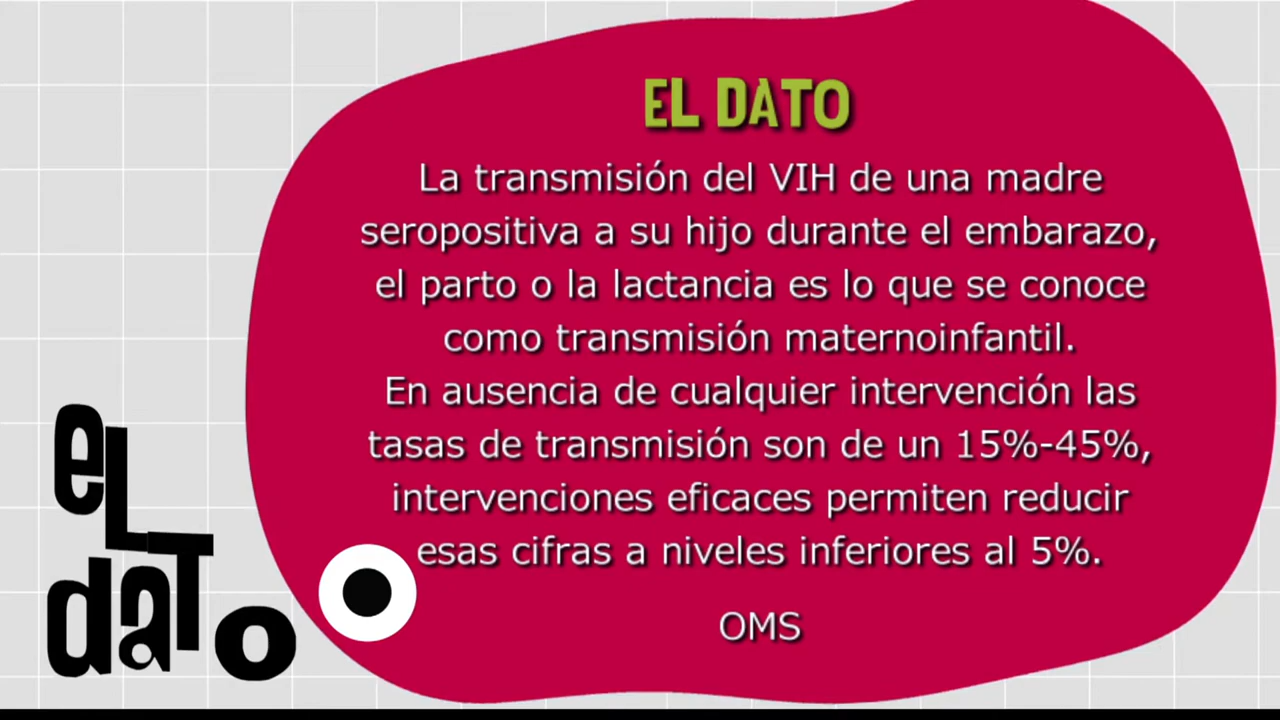 EL DATO
La transmisión del VIH de una madre
seropositiva a su hijo durante el embarazo,
el parto o la lactancia es lo que se conoce
como transmisión maternoinfantil.
En ausencia de cualquier intervención las
tasas de transmisión son de un 15%-45%,
intervenciones eficaces permiten reducir
esas cifras a niveles inferiores al 5%.
OMS
eL
daTo